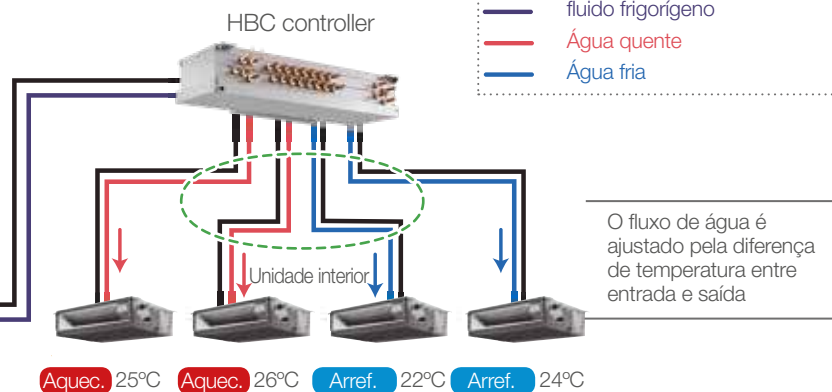 fluido frigorígeno
HBC controller
Água quente
Água fria
O fluxo de água é
ajustado pela diferença
de temperatura entre
entrada e saída
Unidade interior
Aquec. 25ºC Aquec. 26ºC Arref. 22ºC Arref. 24ºC